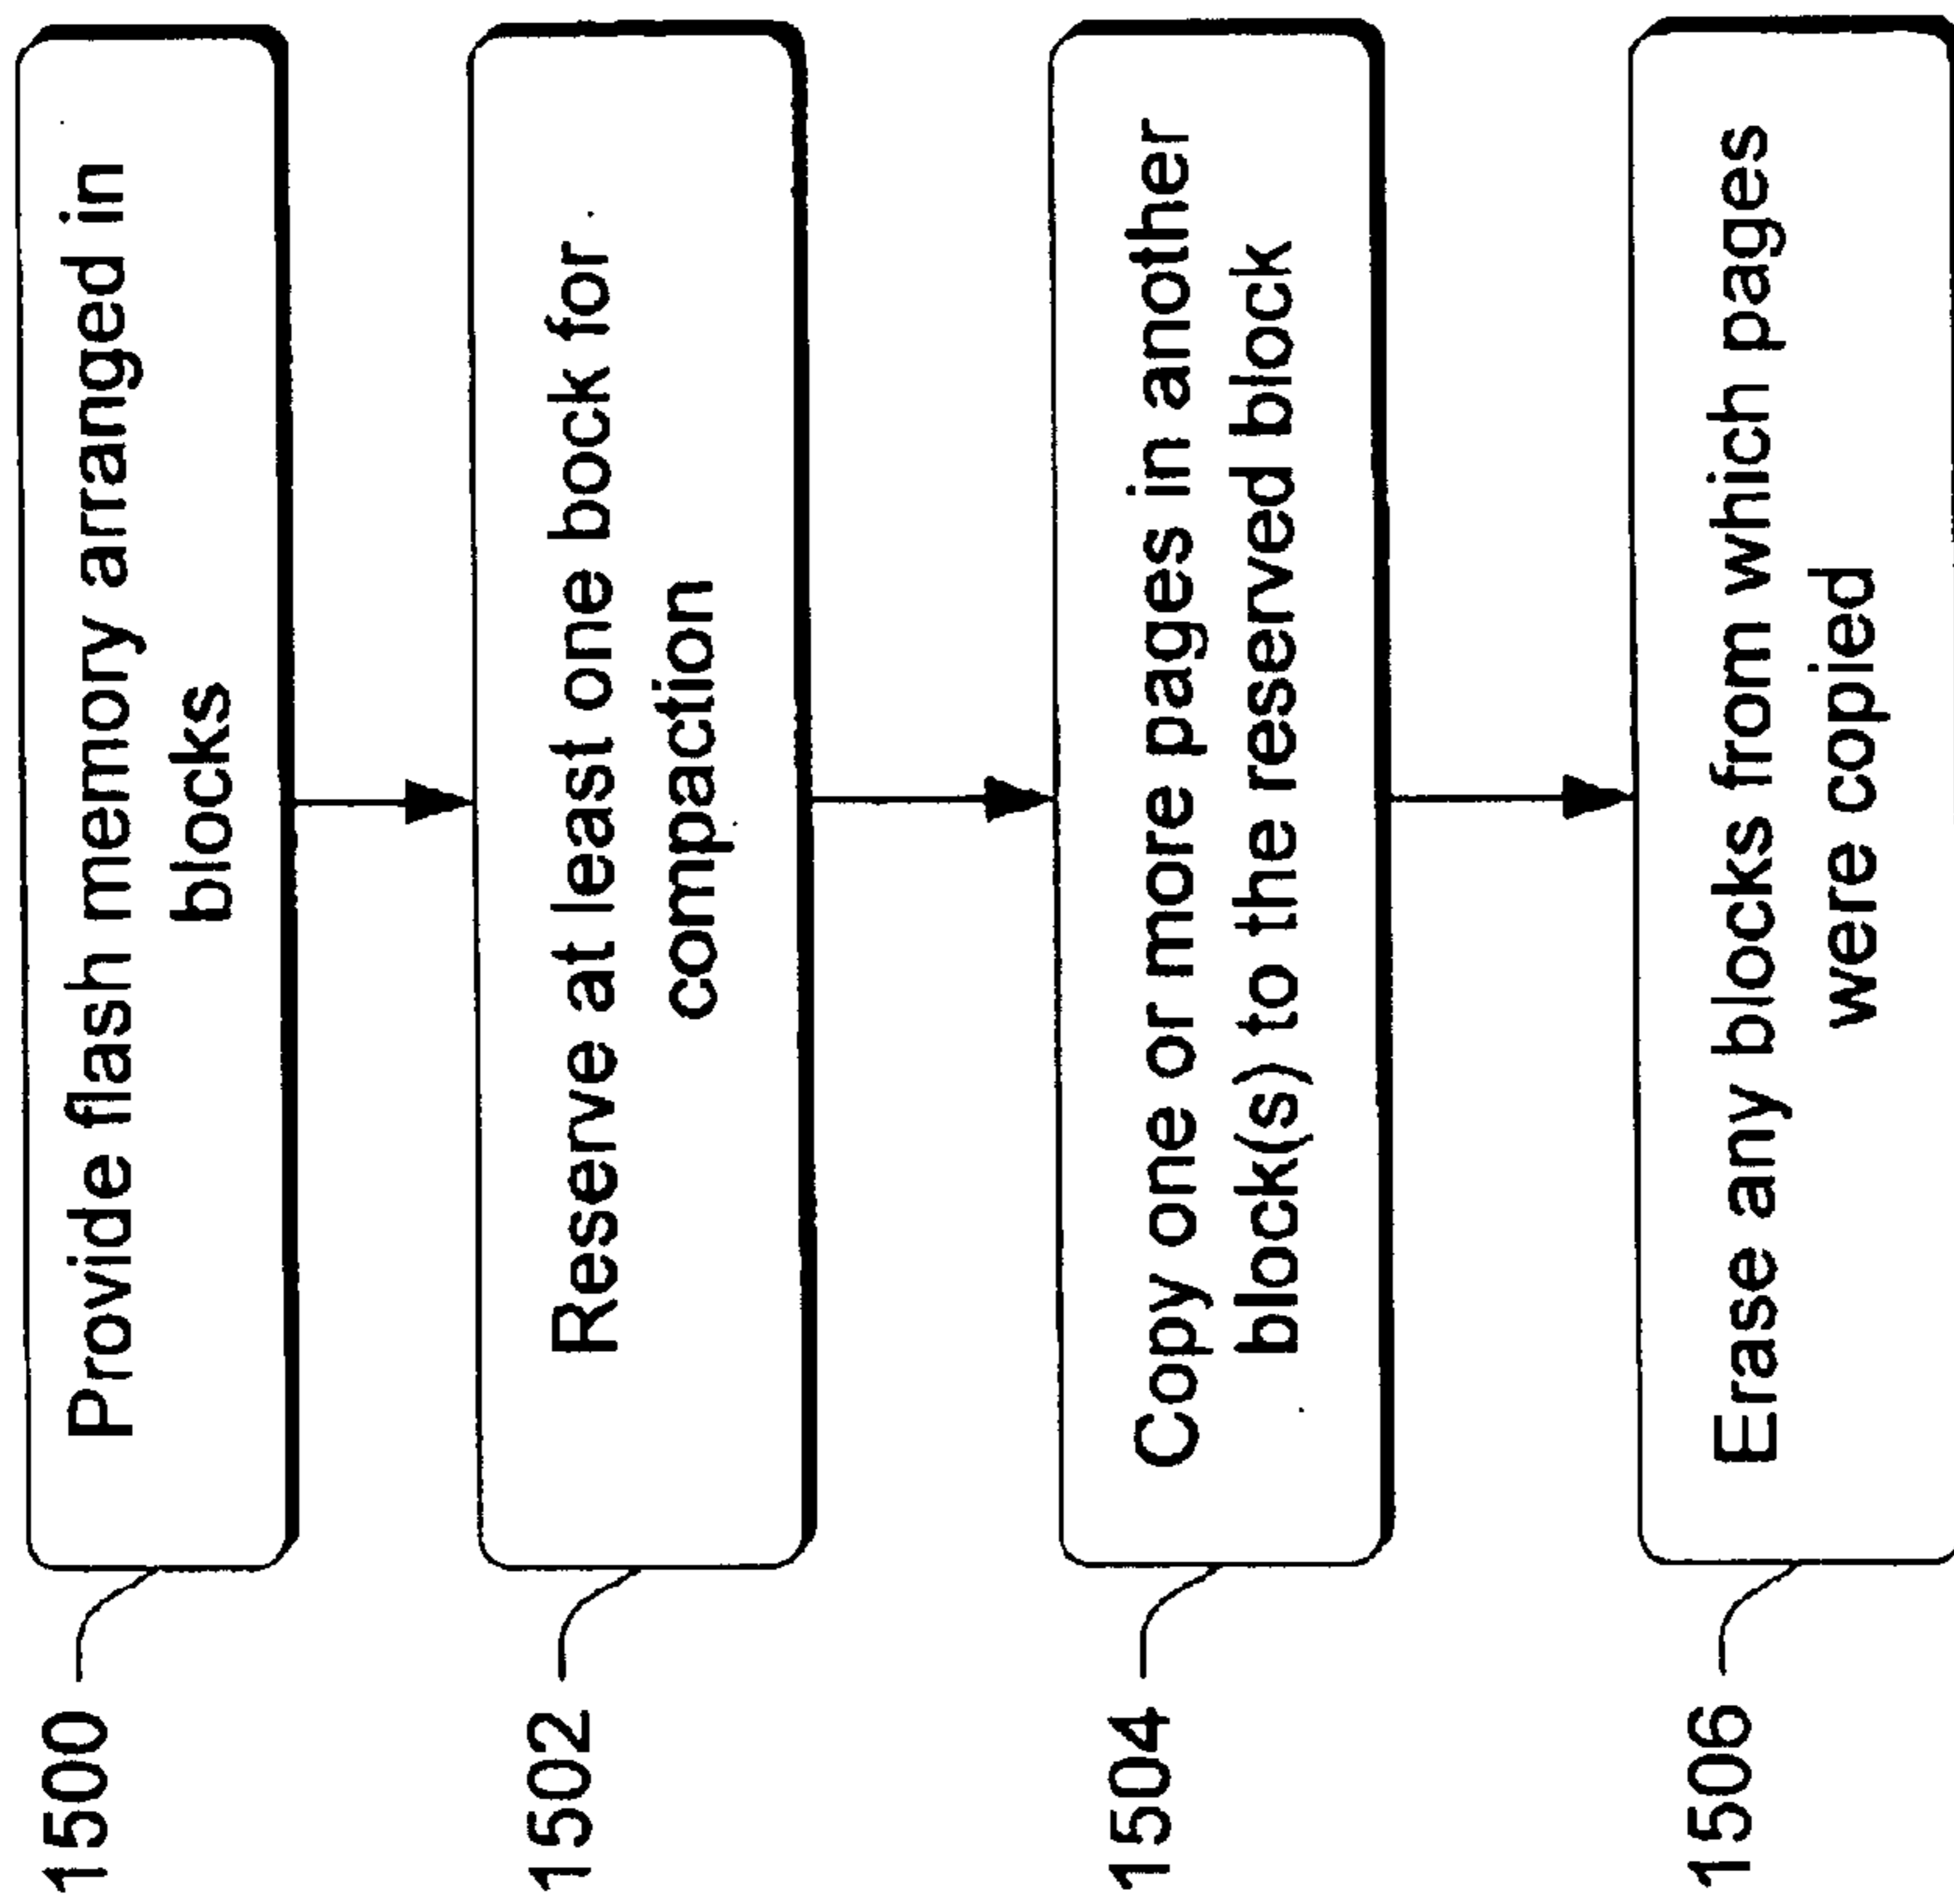 1500
Provide flash memory arranged in
blocks
1502
Reserve at least one bock for
compaction
1504
Copy one or more pages in another
block(s) to the reserved block
1506
Erase any blocks from which pages
were copied